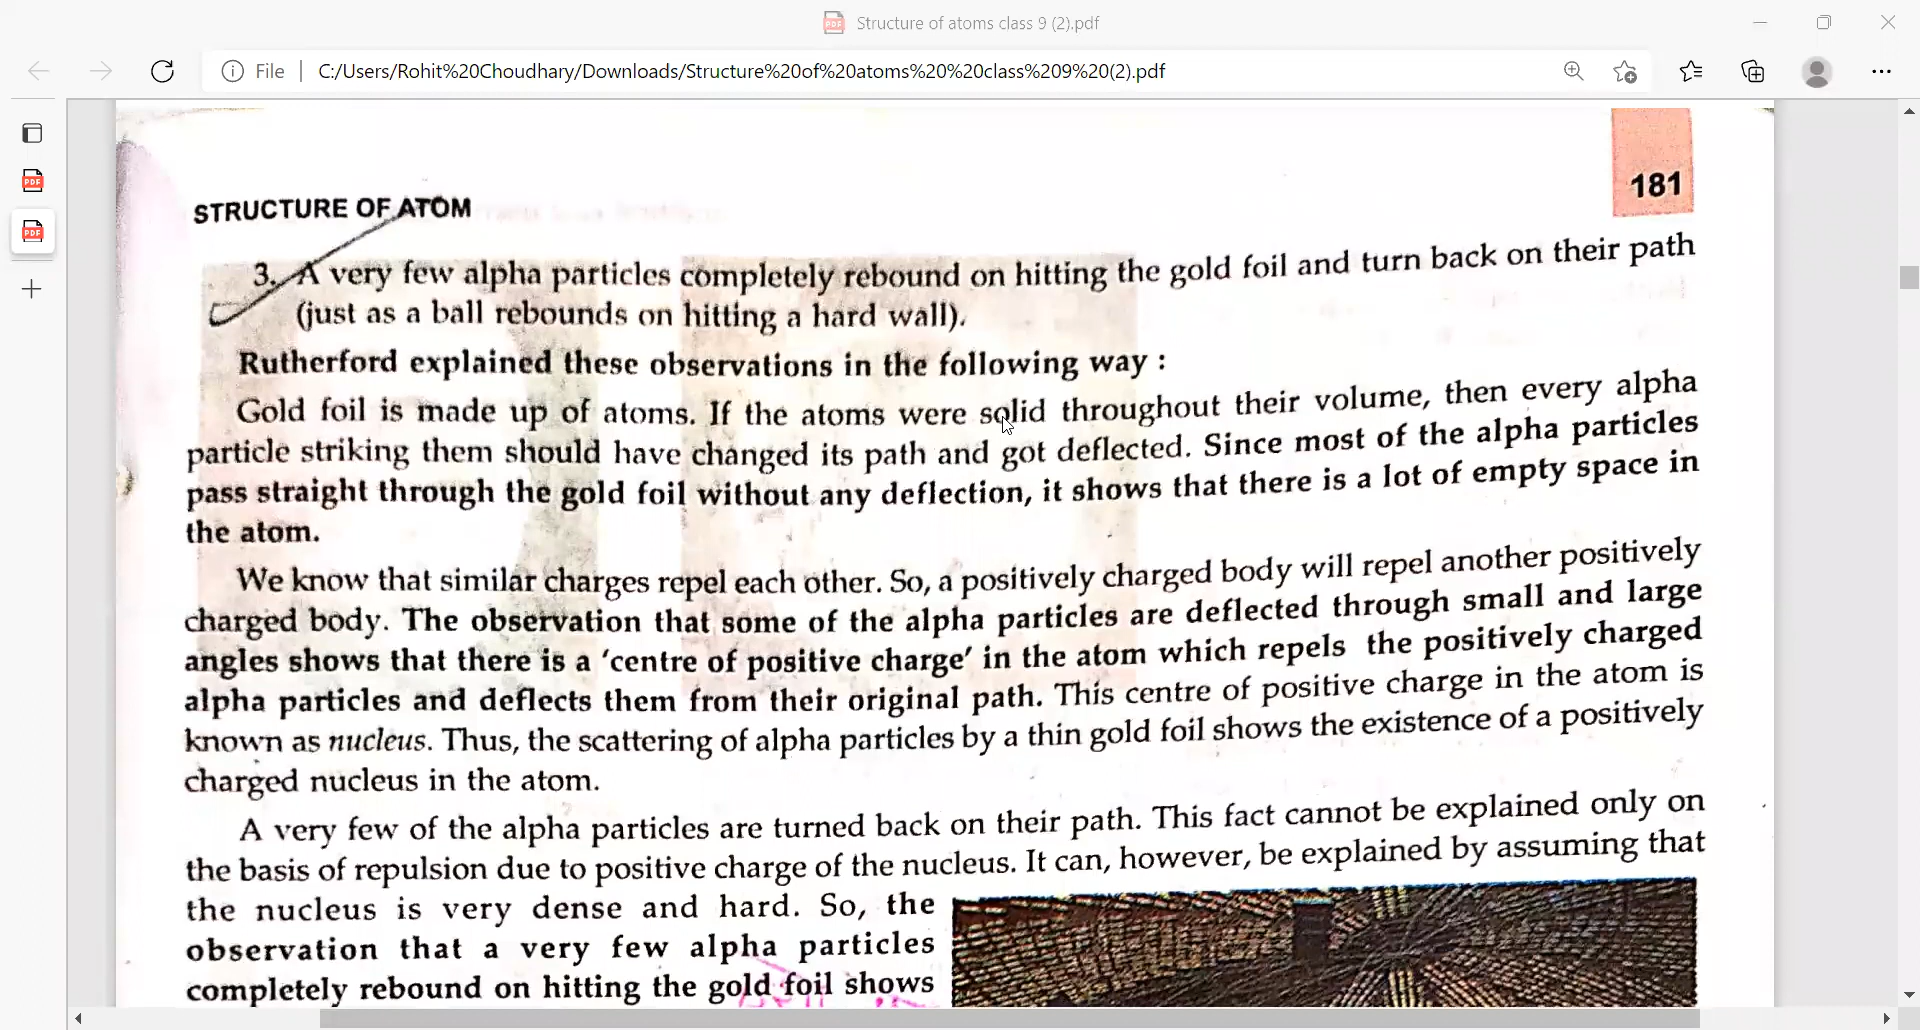 Structure of atoms class 9 (2).pdf
File | C:/Users/Rohit%20Choudhary/Downloads/Structure%20of%20atoms%20%20class%209%20(2).pdf
181
STRUCTURE OF ATOM
3. A very few alpha particles completely rebound on hitting the gold foil and turn back on their path
(just as a ball rebounds on hitting a hard wall).
Rutherford explained these observations in the following way :
Gold foil is made up of atoms. If the atoms were solid throughout their volume, then every alpha
particle striking them should have changed its path and got deflected. Since most of the alpha particles
pass straight through the gold foil without any deflection, it shows that there is a lot of empty space in
the atom.
We know that similar charges repel each other. So, a positively charged body will repel another positively
charged body. The observation that some of the alpha particles are deflected through small and large
angles shows that there is a ‘centre of positive charge’ in the atom which repels the positively charged
alpha particles and deflects them from their original path. This centre of positive charge in the atom is
known as nucleus. Thus, the scattering of alpha particles by a thin gold foil shows the existence of a positively
charged nucleus in the atom.
A very few of the alpha particles are turned back on their path. This fact cannot be explained only on
the basis of repulsion due to positive charge of the nucleus. It can, however, be explained by assuming that
the nucleus is very dense and hard. So, the
observation that a very few alpha particles
completely rebound on hitting the gold foil shows